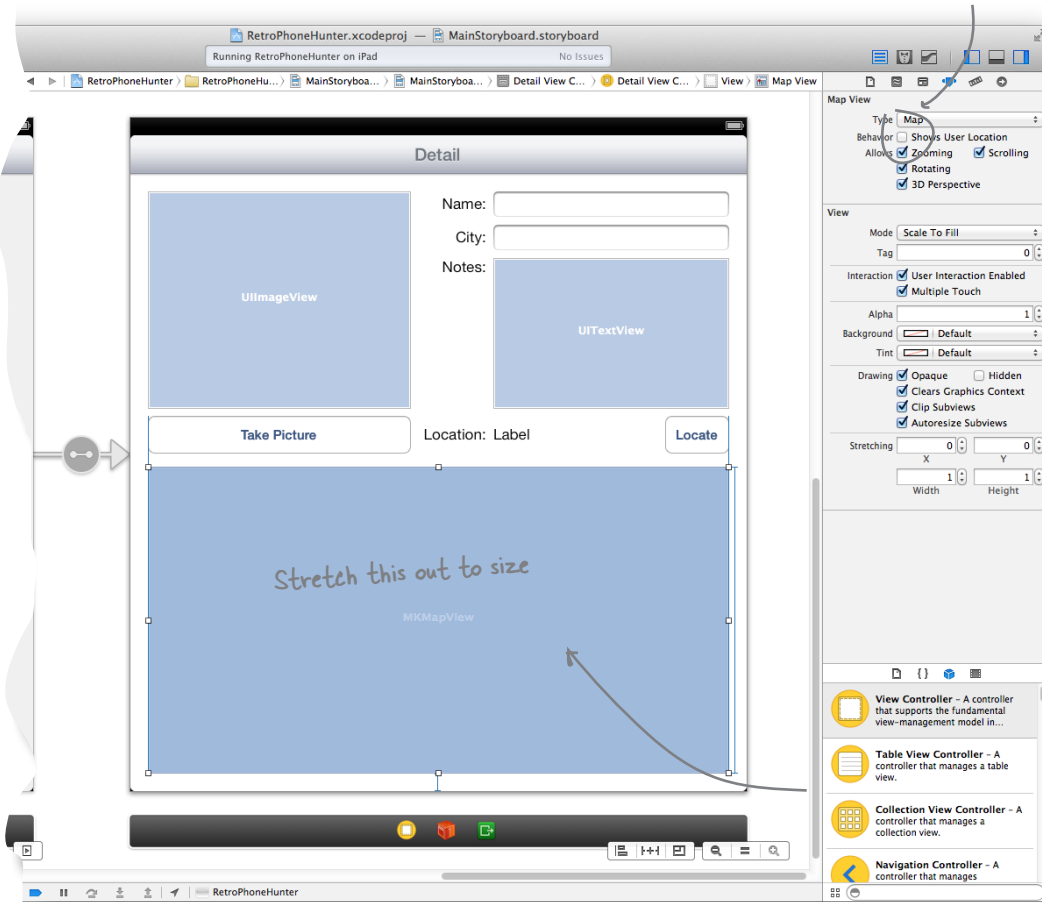 RetroPhoneHunter.xcodeproj — MainStoryboard.storyboard
Running RetroPhoneHunter on iPad No Issues
RetroPhoneHunter RetroPhoneHu... MainStoryboa... MainStoryboa... Detail View C... Detail View C... View Map View
Map View
Type Map
Behavior Shows User Location
Allows Zooming Scrolling
Rotating
3D Perspective
View
Mode Scale To Fill
Tag 0
Interaction User Interaction Enabled
Multiple Touch
Alpha 1
Background Default
Tint Default
Drawing Opaque Hidden
Clears Graphics Context
Clip Subviews
Autoresize Subviews
Stretching 0 0
X Y
1 1
Width Height
Detail
Name:
City:
Notes:
UIImageView
UITextView
Take Picture Location: Label Locate
Stretch this out to size
MKMapView
View Controller – A controller
that supports the fundamental
view-management model in...
Table View Controller – A
controller that manages a table
view.
Collection View Controller – A
controller that manages a
collection view.
Navigation Controller – A
controller that manages
RetroPhoneHunter